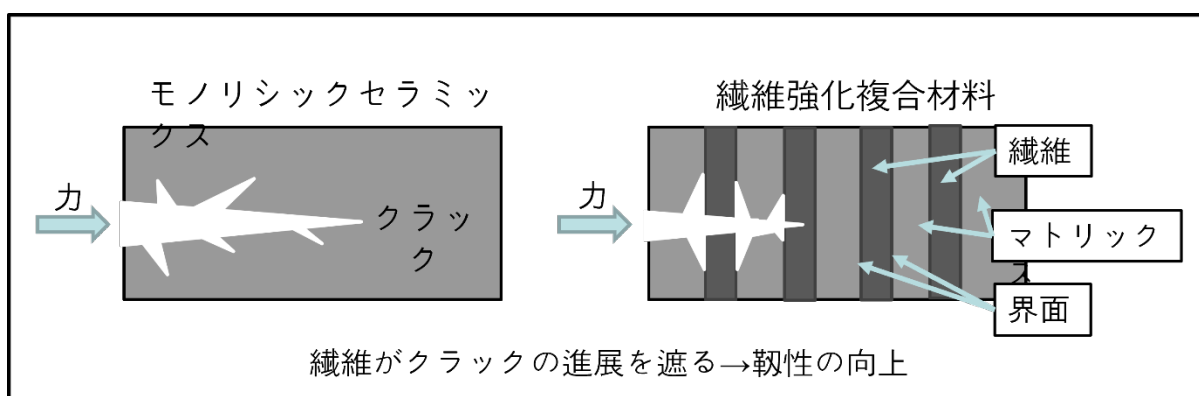 モノリシックセラミッ
クス
力
クラッ
ク
繊維強化複合材料
力
繊維
マトリック
ス
界面
繊維がクラックの進展を遮る→靱性の向上